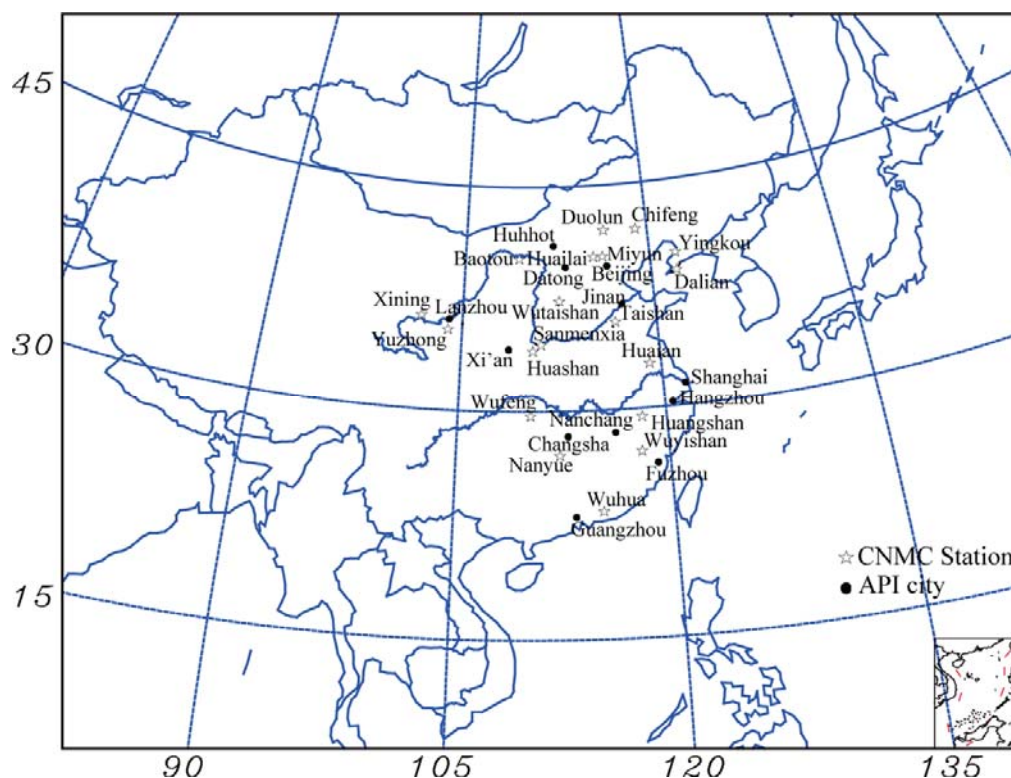 45
30
15
Duolun
Chifeng
Huhhot
Yingkou
Baotou
Huailai
Miyun
Datong
Beijing
Dalian
Xining
Lanzhou
Jinan
Wutaishan
Taishan
Yuzhong
Sanmenxia
Xi'an
Huashan
Huaian
Shanghai
Wufeng
Hangzhou
Nanchang
Huangshan
Changsha
Wuyishan
Nanyue
Fuzhou
Wuhua
Guangzhou
☆ CNMC Station
● API city
90
105
120
135